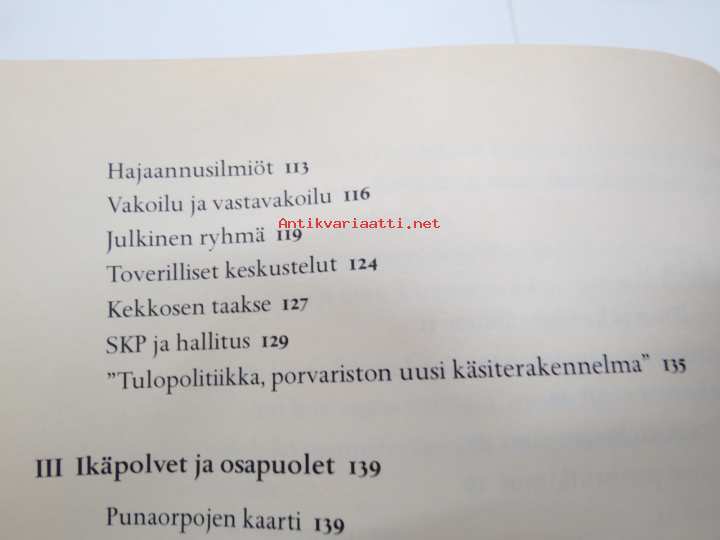 Hajaannusilmiöt 113
Vakoilu ja vastavakoilu 116
Antikvariaatti.net
Julkinen ryhmä 119
Toverilliset keskustelut 124
Kekkosen taakse 127
SKP ja hallitus 129
”Tulopolitiikka, porvariston uusi käsiterakennelma” 135
III Ikäpolvet ja osapuolet 139
Punaorpojen kaarti 139